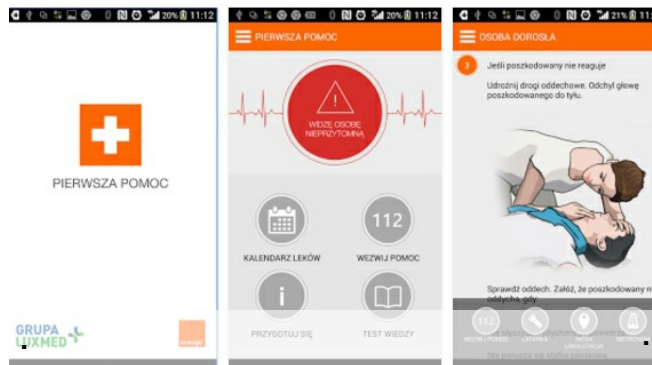 20% 11:12
PIERWSZA POMOC
GRUPA
LUXMED
orange
20% 11:12
PIERWSZA POMOC
WIDZĘ OSOBĘ
NIEPRZYTOMNĄ
KALENDARZ LEKÓW
112
WEZWIJ POMOC
i
PRZYGOTUJ SIĘ
TEST WIEDZY
21% 11:
OSOBA DOROSŁA
3
Jeśli poszkodowany nie reaguje
Udrożnij drogi oddechowe. Odchyl głowę
poszkodowanego do tyłu.
Sprawdź oddech. Załóż, że poszkodowany n
oddycha, gdy:
112
WEZWIJ POMOC
LATARKA
MOJA
LOKALIZACJA
Nie porusza się klatka piersiowa,